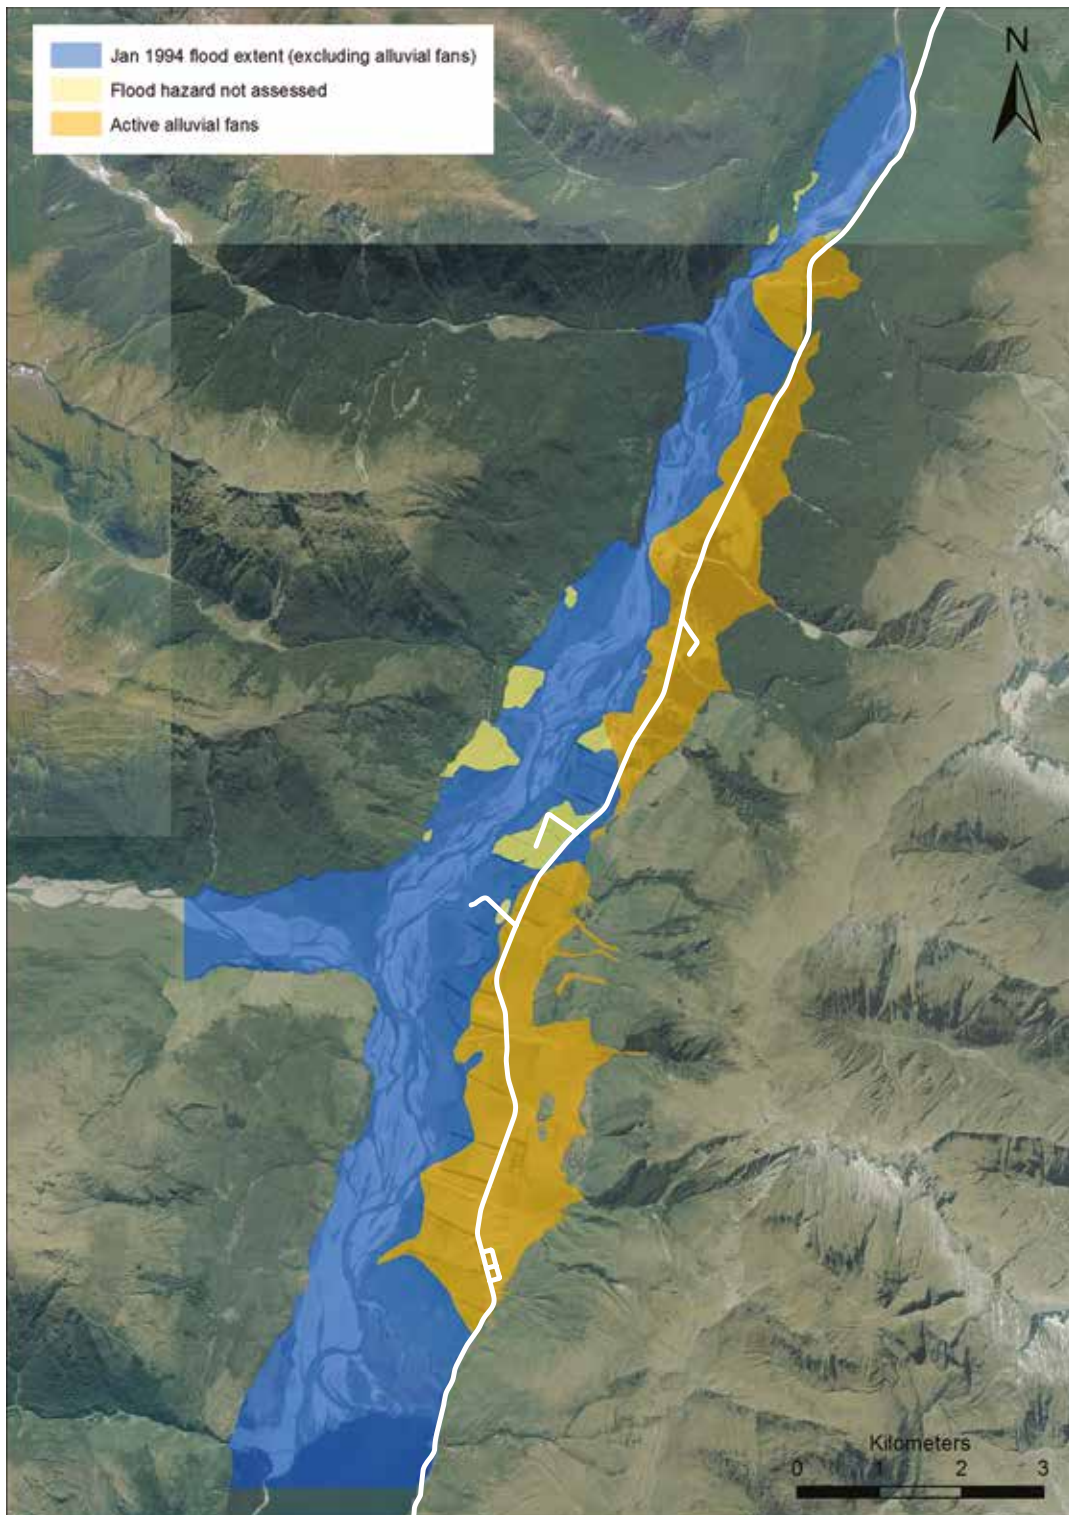 Jan 1994 flood extent (excluding alluvial fans)
Flood hazard not assessed
Active alluvial fans
N
Kilometers
0 1 2 3